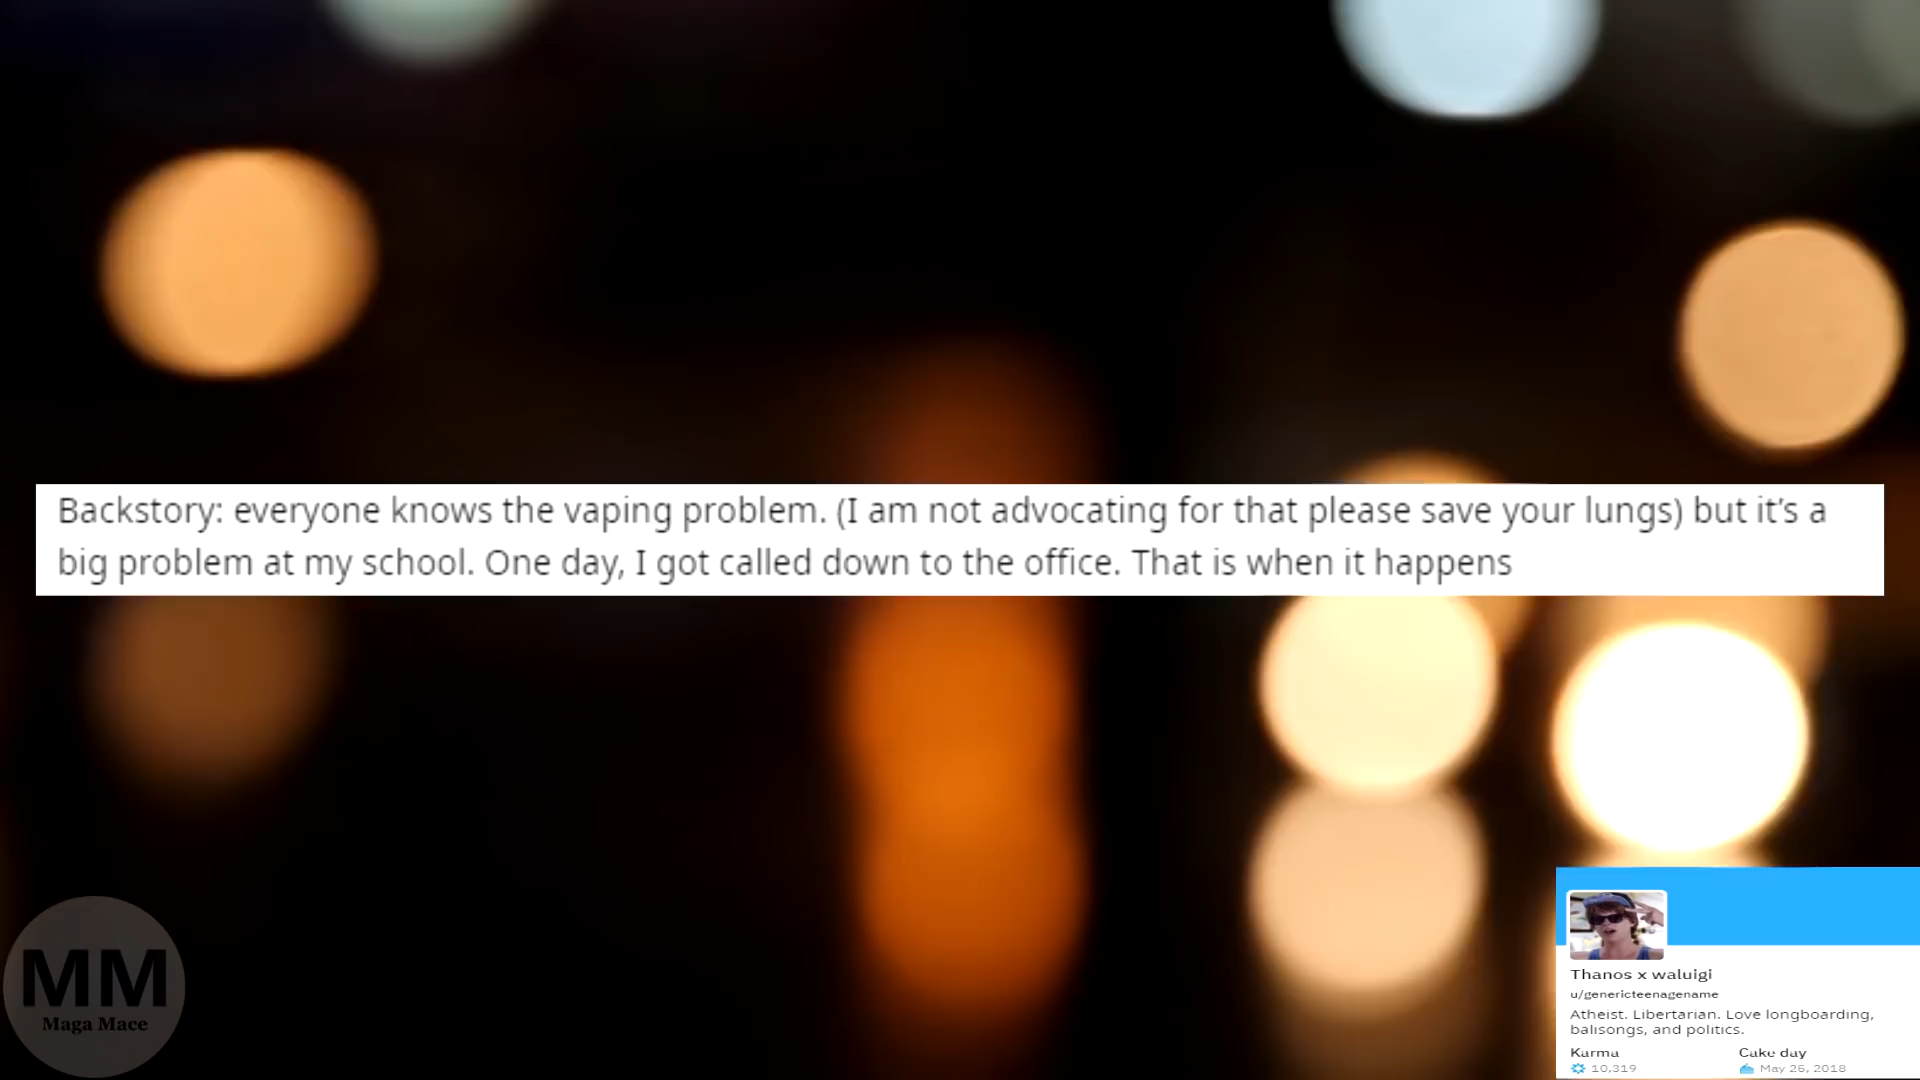 Backstory: everyone knows the vaping problem. (I am not advocating for that please save your lungs) but it’s a
big problem at my school. One day, I got called down to the office. That is when it happens
MM
Maga Mace
Thanos x waluigi
u/genericteenagename
Atheist. Libertarian. Love longboarding,
balisongs, and politics.
Karma Cake day
10,319 May 26, 2018